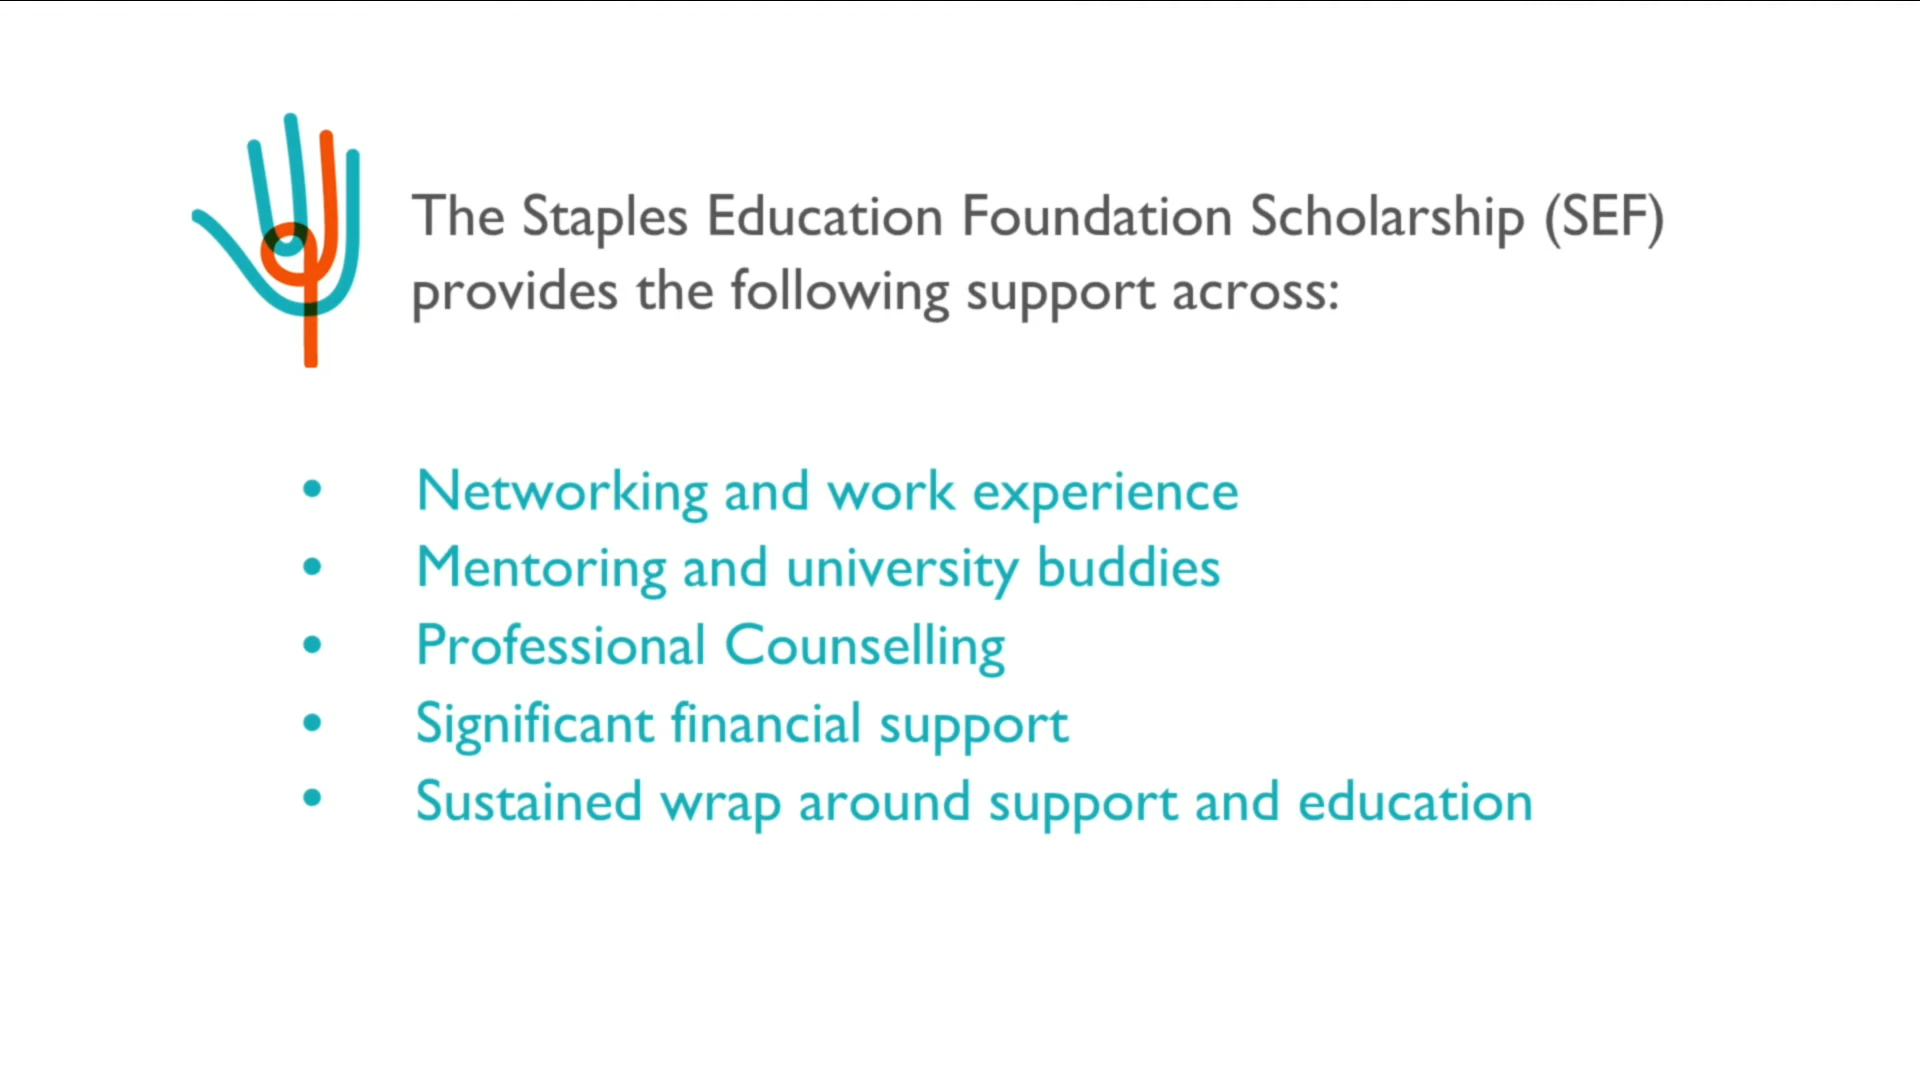 The Staples Education Foundation Scholarship (SEF)
provides the following support across:
• Networking and work experience
• Mentoring and university buddies
• Professional Counselling
• Significant financial support
• Sustained wrap around support and education